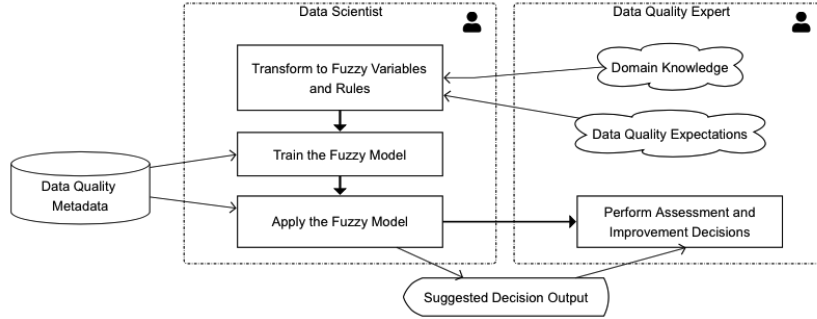 Data Scientist
Data Quality Expert
Transform to Fuzzy Variables
and Rules
Domain Knowledge
Data Quality Expectations
Train the Fuzzy Model
Data Quality
Metadata
Apply the Fuzzy Model
Perform Assessment and
Improvement Decisions
Suggested Decision Output